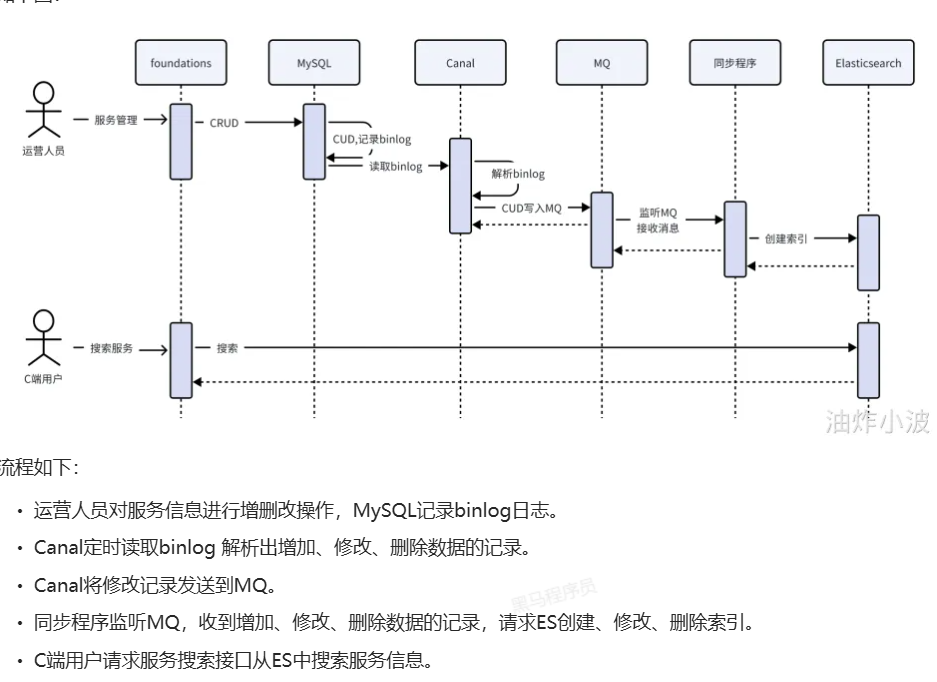 foundations
MySQL
Canal
MQ
同步程序
Elasticsearch
服务管理
CRUD
CUD,记录binlog
运营人员
读取binlog
解析binlog
CUD写入MQ
监听MQ
接收消息
创建索引
搜索服务
搜索
C端用户
油炸小波
流程如下：
• 运营人员对服务信息进行增删改操作，MySQL记录binlog日志。
• Canal定时读取binlog 解析出增加、修改、删除数据的记录。
• Canal将修改记录发送到MQ。
黑马程序员
• 同步程序监听MQ，收到增加、修改、删除数据的记录，请求ES创建、修改、删除索引。
• C端用户请求服务搜索接口从ES中搜索服务信息。